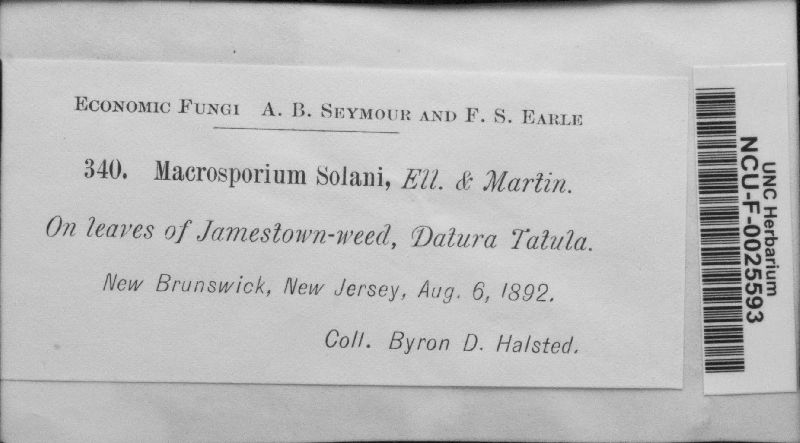 Economic Fungi A. B. Seymour and F. S. Earle
340. Macrosporium Solani, Ell. & Martin.
On leaves of Jamestown-weed, Datura Tatula.
New Brunswick, New Jersey, Aug. 6, 1892.
Coll. Byron D. Halsted.
UNC Herbarium
NCU-F-0025593